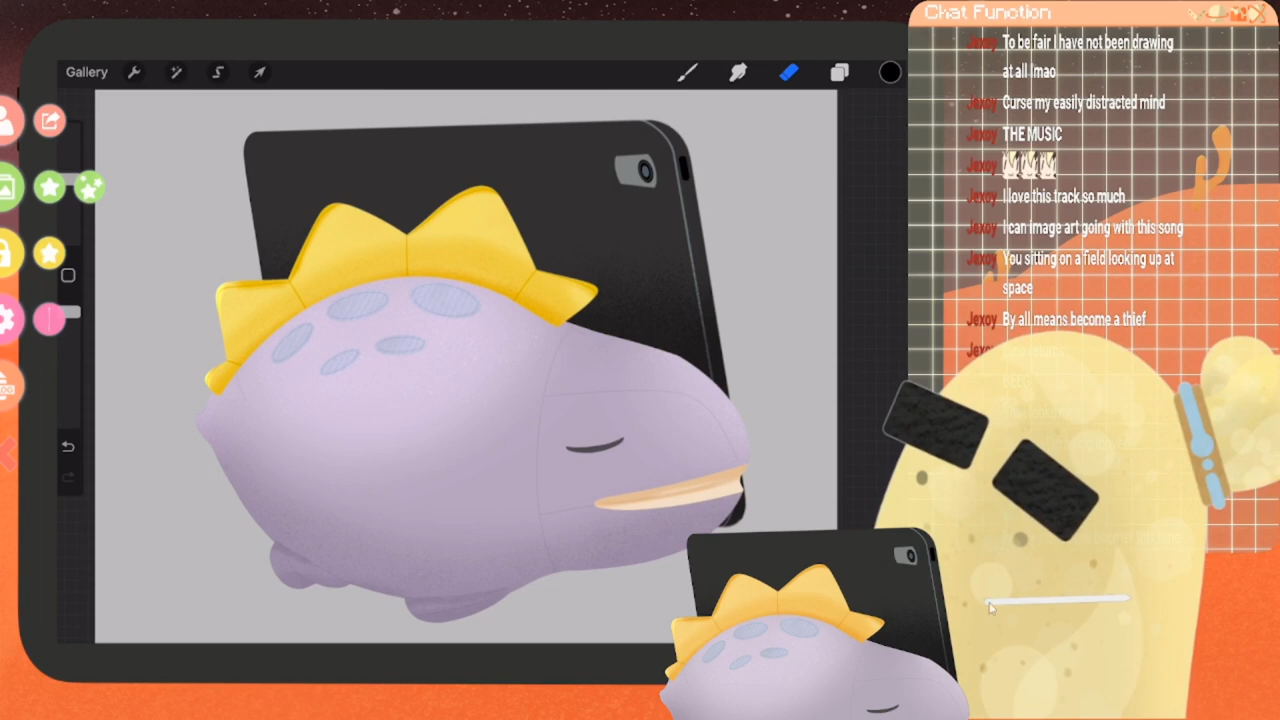 Chat Function
Gallery
Jexoy To be fair I have not been drawing
at all lmao
Jexoy Curse my easily distracted mind
Jexoy THE MUSIC
Jexoy
Jexoy I love this track so much
Jexoy I can image art going with this song
Jexoy You sitting on a field looking up at
space
Jexoy By all means become a thief
Jexoy